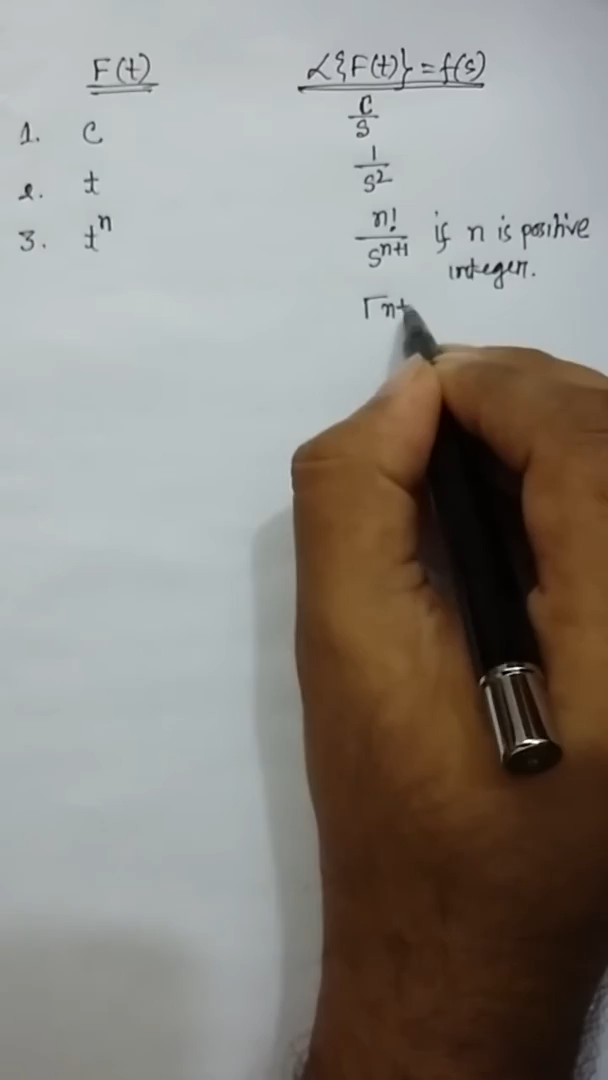 F(t) ℒ{F(t)} = f(s)
1. C C/s
2. t 1/s²
3. tⁿ n!/sⁿ⁺¹ if n is positive
integer.
Γn+